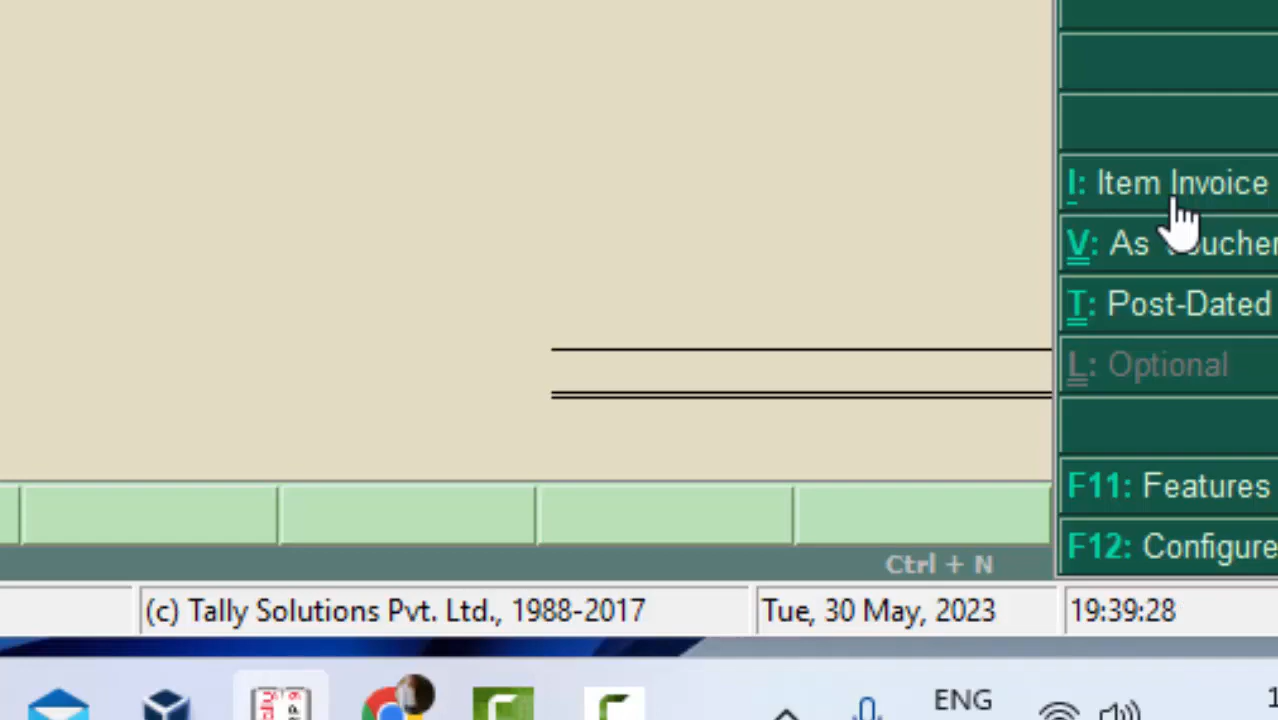 I: Item Invoice
V: As Voucher
T: Post-Dated
L: Optional
F11: Features
F12: Configure
Ctrl + N
(c) Tally Solutions Pvt. Ltd., 1988-2017
Tue, 30 May, 2023
19:39:28
ENG